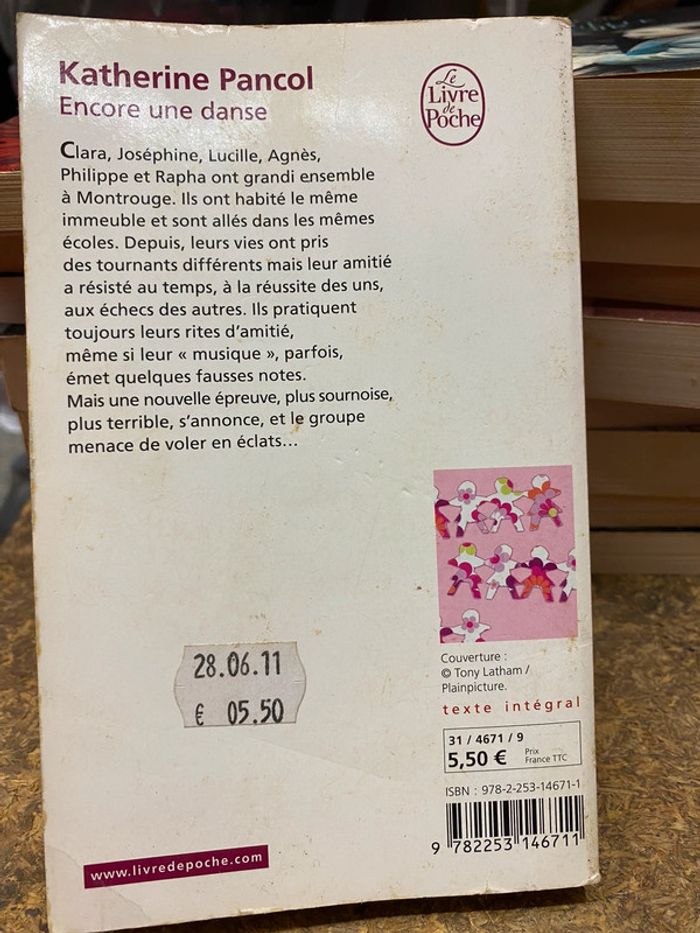 Katherine Pancol
Encore une danse
Le
Livre
de
Poche
Clara, Joséphine, Lucille, Agnès,
Philippe et Rapha ont grandi ensemble
à Montrouge. Ils ont habité le même
immeuble et sont allés dans les mêmes
écoles. Depuis, leurs vies ont pris
des tournants différents mais leur amitié
a résisté au temps, à la réussite des uns,
aux échecs des autres. Ils pratiquent
toujours leurs rites d'amitié,
même si leur « musique », parfois,
émet quelques fausses notes.
Mais une nouvelle épreuve, plus sournoise,
plus terrible, s'annonce, et le groupe
menace de voler en éclats...
28.06.11
€ 05.50
Couverture :
© Tony Latham /
Plainpicture.
texte intégral
31 / 4671 / 9
5,50 € Prix
France TTC
ISBN : 978-2-253-14671-1
9 782253 146711
www.livredepoche.com